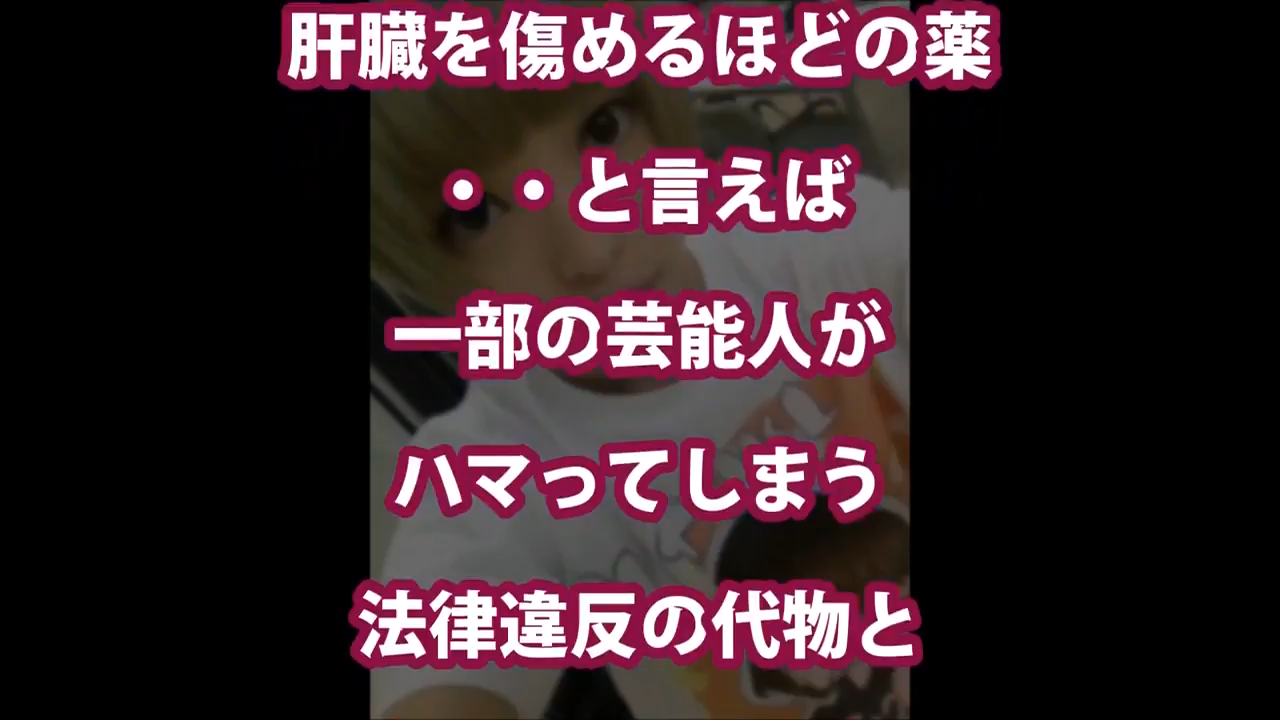 肝臓を傷めるほどの薬
・・と言えば
一部の芸能人が
ハマってしまう
法律違反の代物と